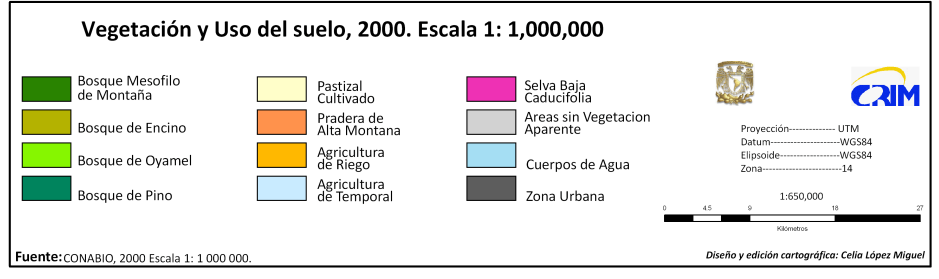 Vegetación y Uso del suelo, 2000. Escala 1: 1,000,000
Bosque Mesofilo
de Montaña
Bosque de Encino
Bosque de Oyamel
Bosque de Pino
Pastizal
Cultivado
Pradera de
Alta Montana
Agricultura
de Riego
Agricultura
de Temporal
Selva Baja
Caducifolia
Areas sin Vegetacion
Aparente
Cuerpos de Agua
Zona Urbana
CRIM
Proyección-------------- UTM
Datum---------------------WGS84
Elipsoide------------------WGS84
Zona------------------------14
1:650,000
0 4.5 9 18 27
Kilómetros
Fuente: CONABIO, 2000 Escala 1: 1 000 000.
Diseño y edición cartográfica: Celia López Miguel